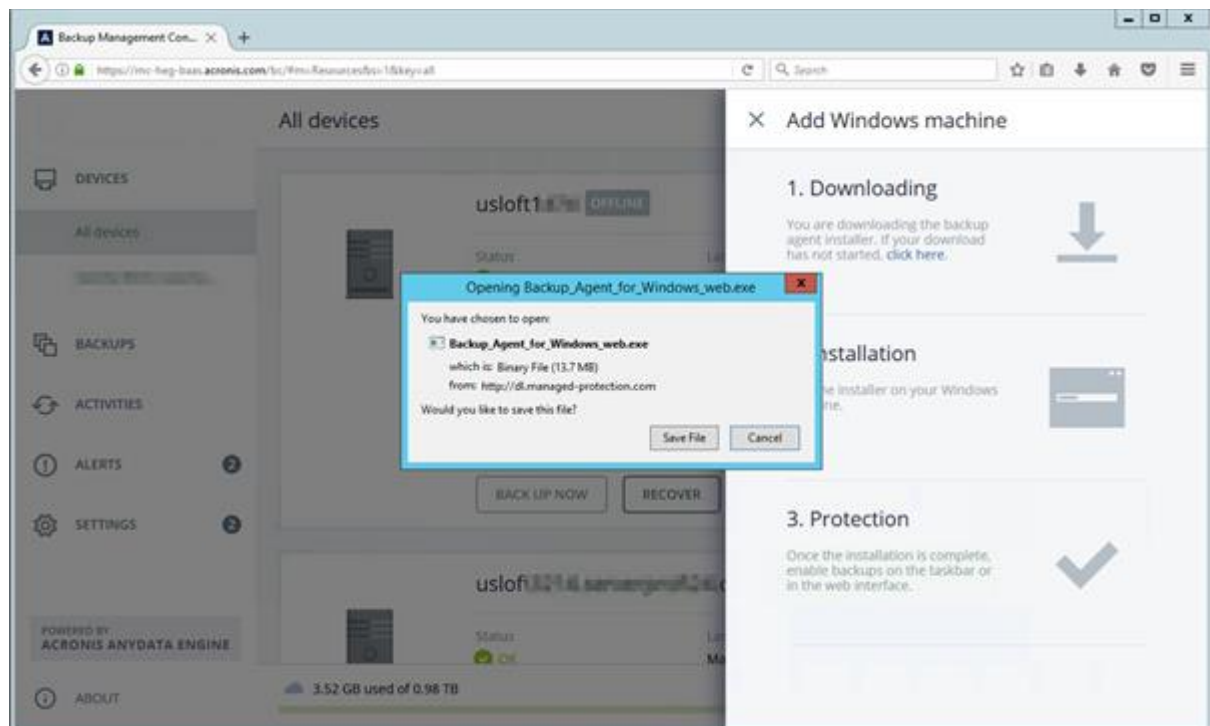 Backup Management Con...
acronis.com
Search
All devices
Add Windows machine
DEVICES
All devices
BACKUPS
ACTIVITIES
ALERTS 2
SETTINGS 2
POWERED BY
ACRONIS ANYDATA ENGINE
ABOUT
usloft1
OFFLINE
Status
Opening Backup_Agent_for_Windows_web.exe
You have chosen to open:
Backup_Agent_for_Windows_web.exe
which is: Binary File (13.7 MB)
from: http://dl.managed-protection.com
Would you like to save this file?
Save File
Cancel
BACK UP NOW
RECOVER
Status
OK
3.52 GB used of 0.98 TB
1. Downloading
You are downloading the backup
agent installer. If your download
has not started, click here.
nstallation
e installer on your Windows
ne.
3. Protection
Once the installation is complete,
enable backups on the taskbar or
in the web interface.